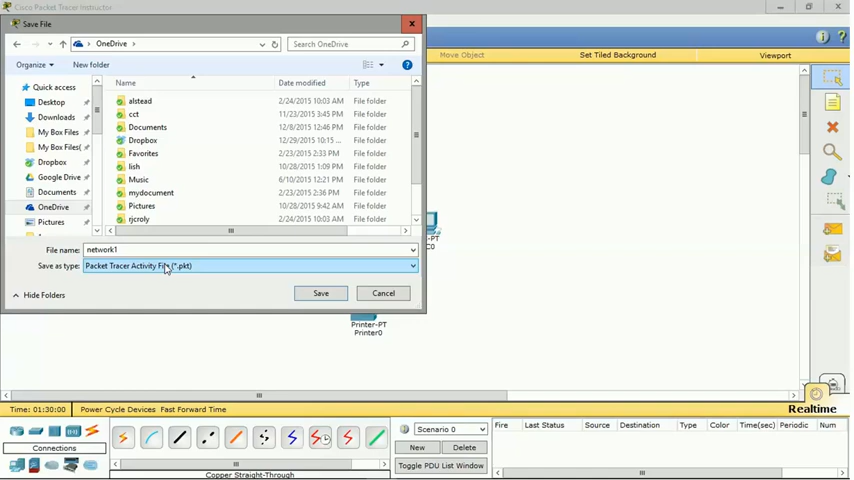 Cisco Packet Tracer Instructor
Save File
OneDrive
Search OneDrive
Organize
New folder
Name
Date modified
Type
Quick access
Desktop
Downloads
My Box Files
My Box Files(
Dropbox
Google Drive
Documents
OneDrive
Pictures
alstead 2/24/2015 10:03 AM File folder
cct 11/23/2015 3:45 PM File folder
Documents 12/8/2015 12:46 PM File folder
Dropbox 12/29/2015 10:15 ... File folder
Favorites 2/23/2015 2:33 PM File folder
lish 10/28/2015 1:09 PM File folder
Music 6/10/2015 12:21 PM File folder
mydocument 2/23/2015 2:36 PM File folder
Pictures 10/28/2015 1:06 PM File folder
rjcroly 2/24/2015 10:03 AM File folder
File name: network1
Save as type: Packet Tracer Activity File (*.pkt)
Hide Folders
Save
Cancel
Move Object
Set Tiled Background
Viewport
-PT
C0
Printer-PT
Printer0
Time: 01:30:00 Power Cycle Devices Fast Forward Time
Realtime
Connections
Copper Straight-Through
Scenario 0
New
Delete
Toggle PDU List Window
Fire Last Status Source Destination Type Color Time(sec) Periodic Num